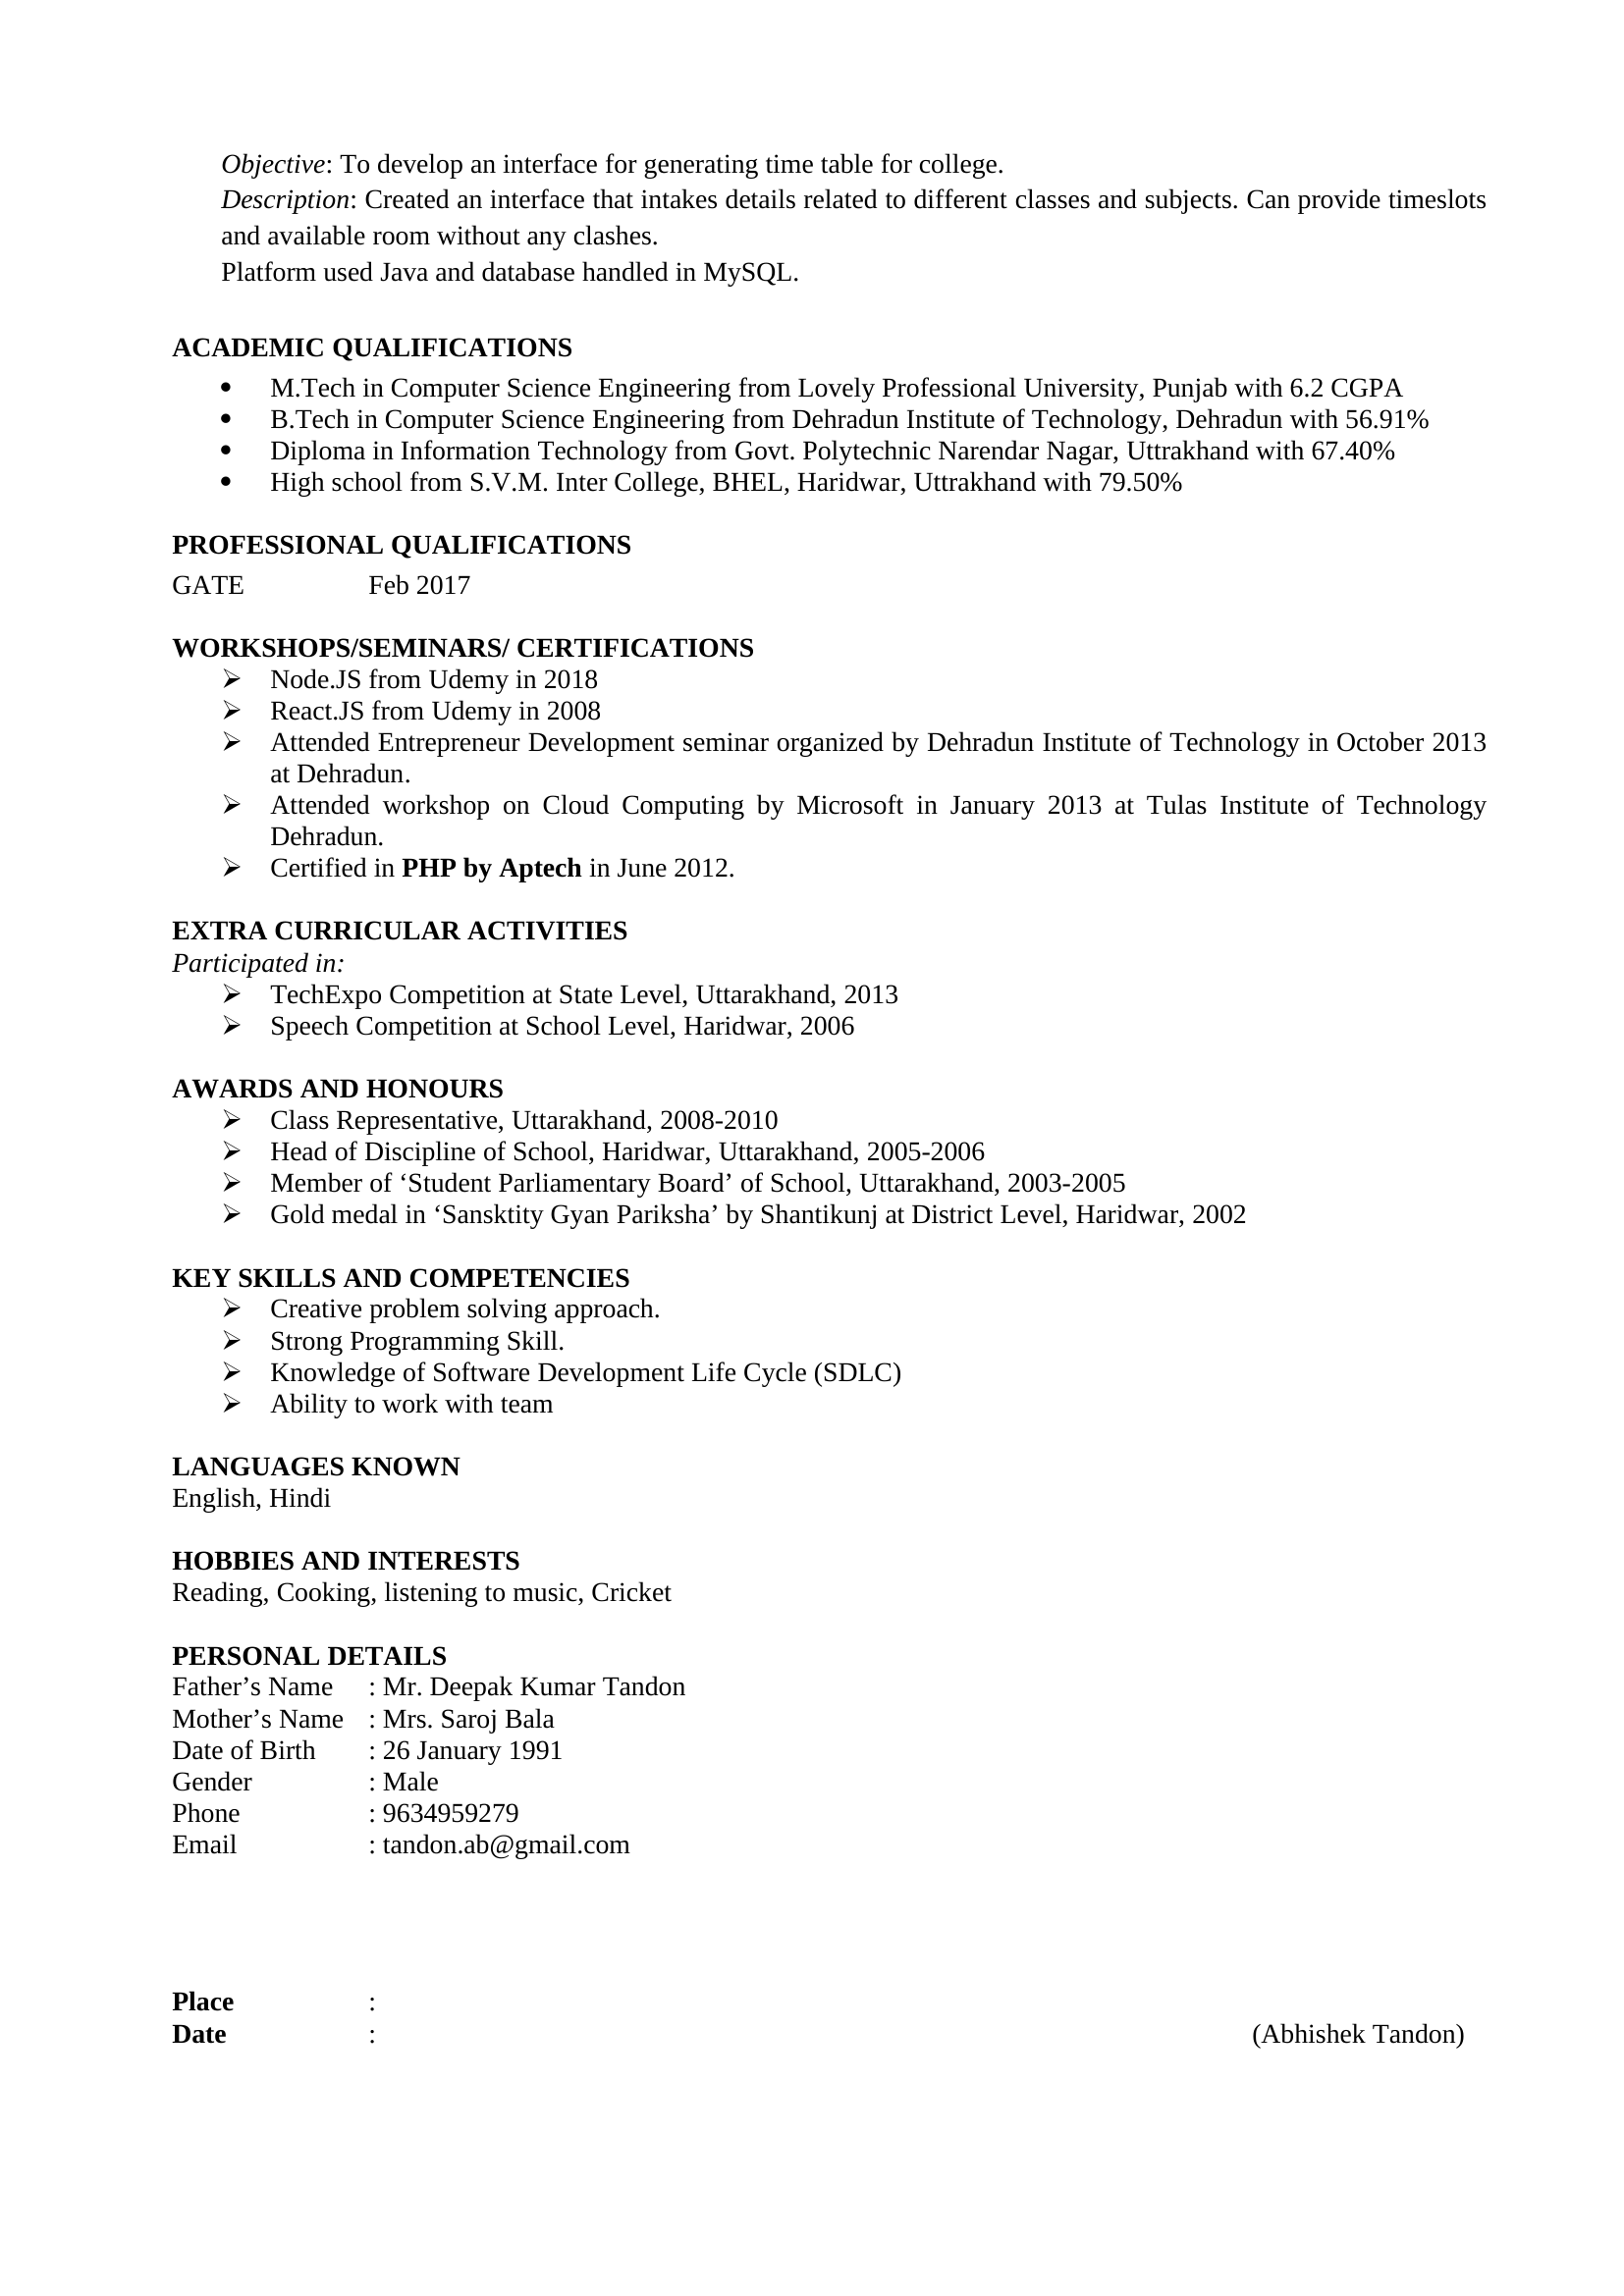 Objective: To develop an interface for generating time table for college.
Description: Created an interface that intakes details related to different classes and subjects. Can provide timeslots
and available room without any clashes.
Platform used Java and database handled in MySQL.
ACADEMIC QUALIFICATIONS
• M.Tech in Computer Science Engineering from Lovely Professional University, Punjab with 6.2 CGPA
• B.Tech in Computer Science Engineering from Dehradun Institute of Technology, Dehradun with 56.91%
• Diploma in Information Technology from Govt. Polytechnic Narendar Nagar, Uttrakhand with 67.40%
• High school from S.V.M. Inter College, BHEL, Haridwar, Uttrakhand with 79.50%
PROFESSIONAL QUALIFICATIONS
GATE Feb 2017
WORKSHOPS/SEMINARS/ CERTIFICATIONS
➢ Node.JS from Udemy in 2018
➢ React.JS from Udemy in 2008
➢ Attended Entrepreneur Development seminar organized by Dehradun Institute of Technology in October 2013
at Dehradun.
➢ Attended workshop on Cloud Computing by Microsoft in January 2013 at Tulas Institute of Technology
Dehradun.
➢ Certified in PHP by Aptech in June 2012.
EXTRA CURRICULAR ACTIVITIES
Participated in:
➢ TechExpo Competition at State Level, Uttarakhand, 2013
➢ Speech Competition at School Level, Haridwar, 2006
AWARDS AND HONOURS
➢ Class Representative, Uttarakhand, 2008-2010
➢ Head of Discipline of School, Haridwar, Uttarakhand, 2005-2006
➢ Member of ‘Student Parliamentary Board’ of School, Uttarakhand, 2003-2005
➢ Gold medal in ‘Sansktity Gyan Pariksha’ by Shantikunj at District Level, Haridwar, 2002
KEY SKILLS AND COMPETENCIES
➢ Creative problem solving approach.
➢ Strong Programming Skill.
➢ Knowledge of Software Development Life Cycle (SDLC)
➢ Ability to work with team
LANGUAGES KNOWN
English, Hindi
HOBBIES AND INTERESTS
Reading, Cooking, listening to music, Cricket
PERSONAL DETAILS
Father’s Name : Mr. Deepak Kumar Tandon
Mother’s Name : Mrs. Saroj Bala
Date of Birth : 26 January 1991
Gender : Male
Phone : 9634959279
Email : tandon.ab@gmail.com
Place :
Date : (Abhishek Tandon)